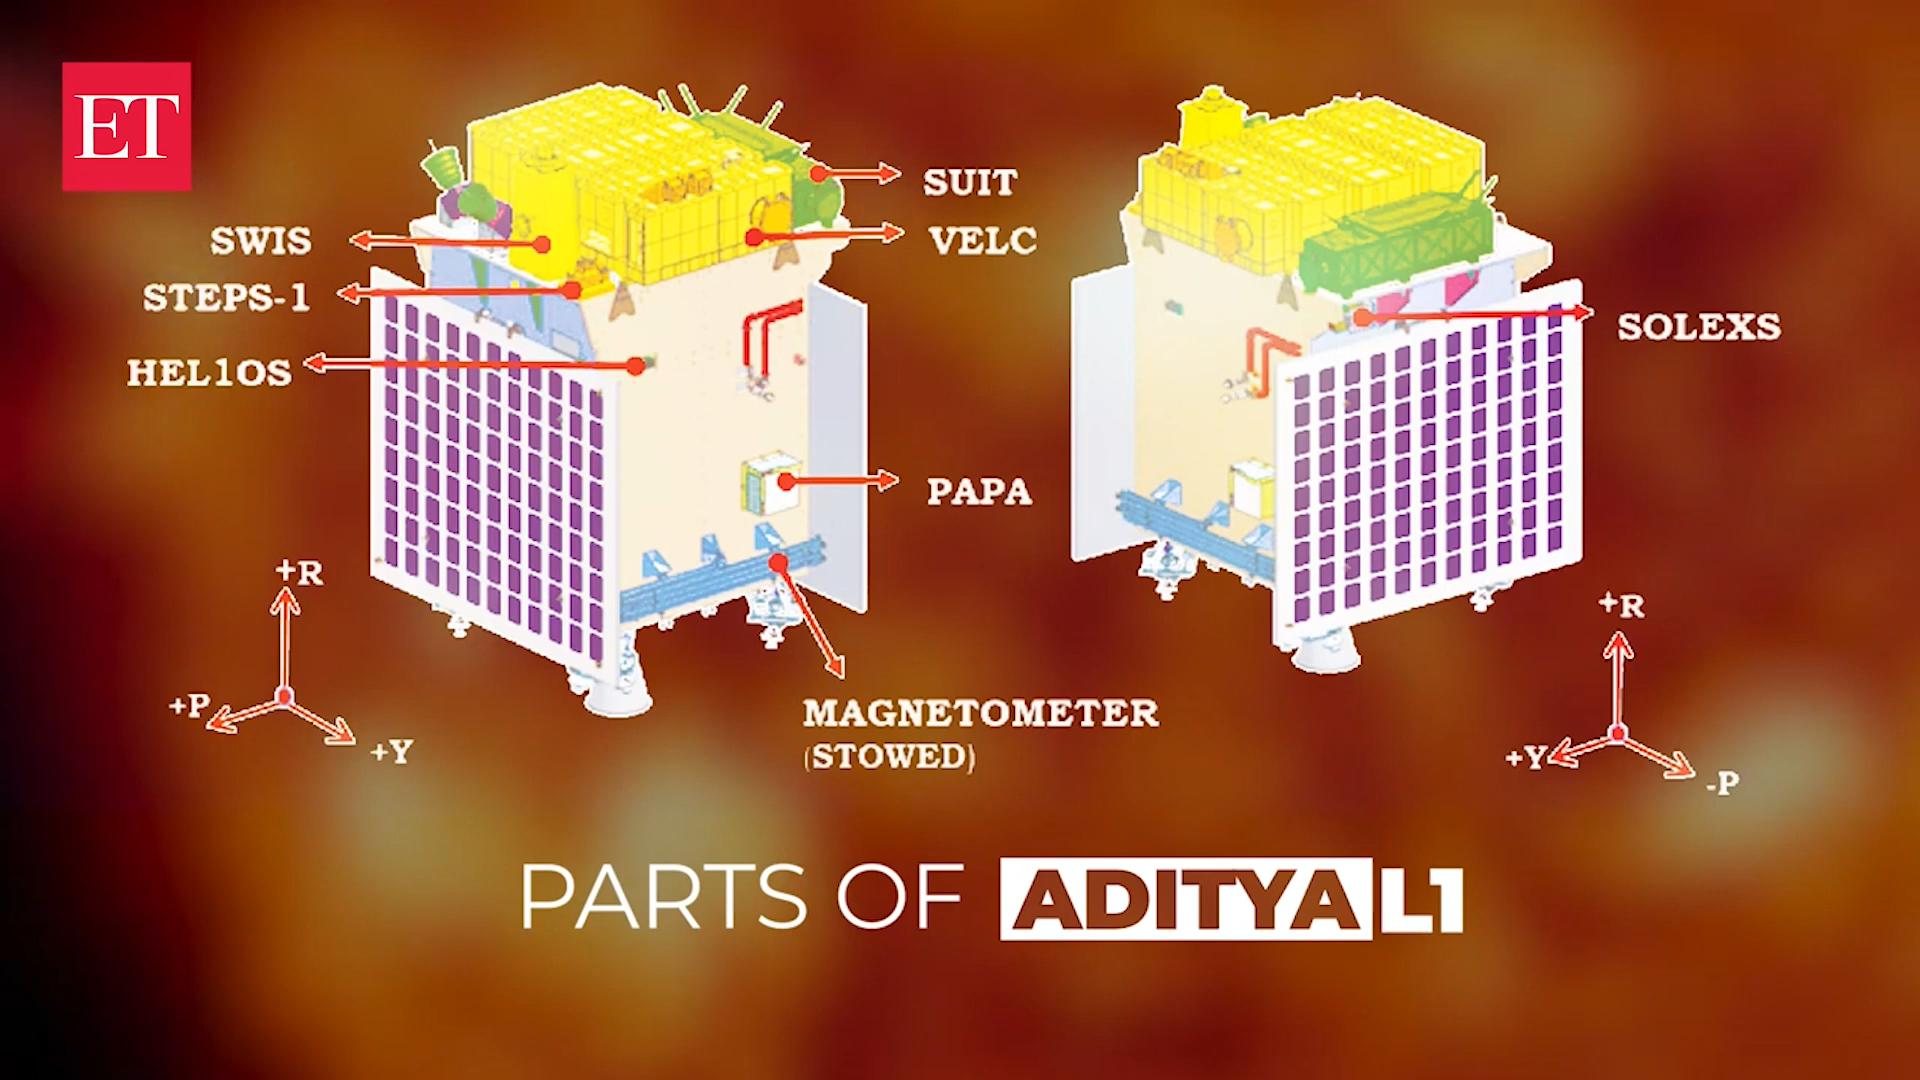 ET
SUIT
SWIS
VELC
STEPS-1
SOLEXS
HEL1OS
PAPA
+R
+R
+P
+Y
MAGNETOMETER
(STOWED)
+Y
-P
PARTS OF ADITYA L1